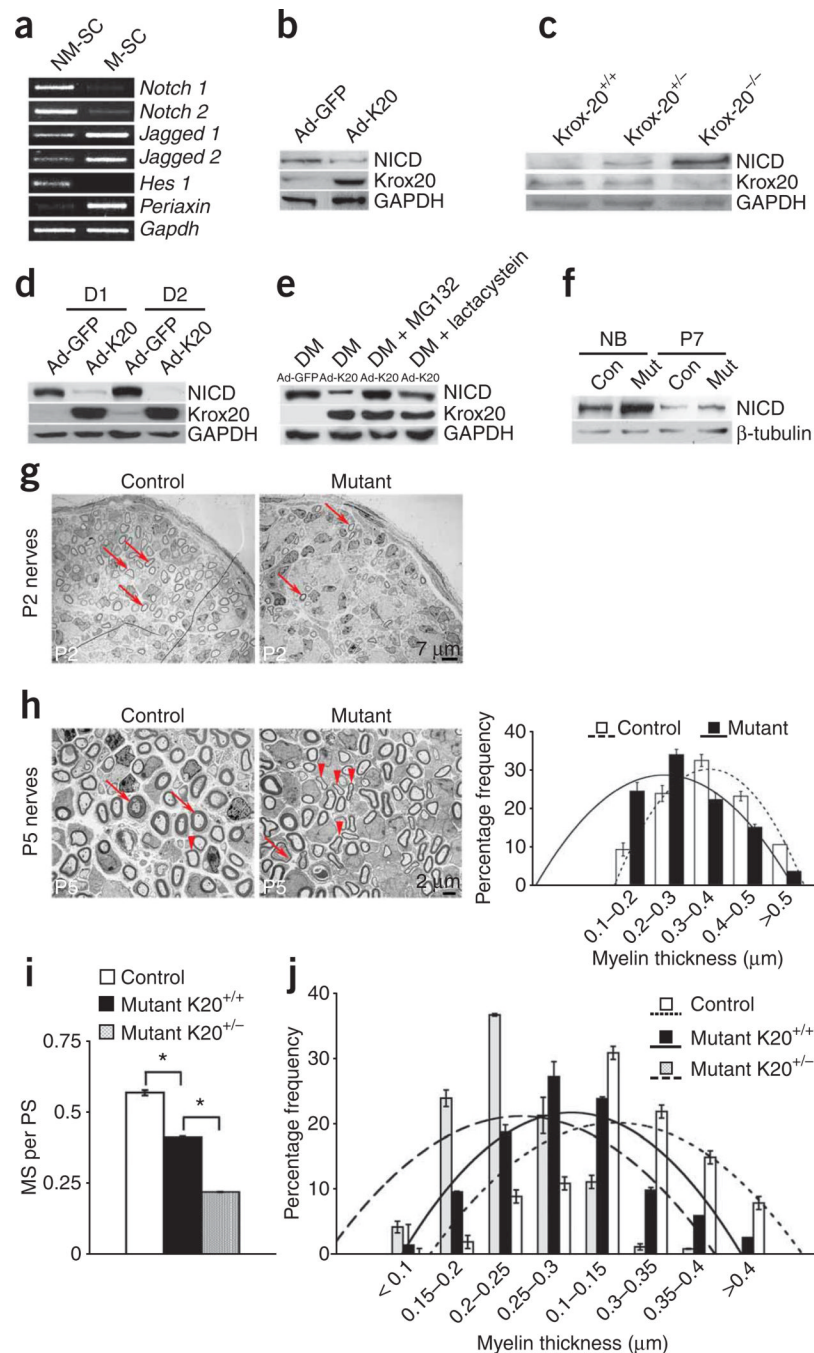 a
NM-SC
M-SC
Notch 1
Notch 2
Jagged 1
Jagged 2
Hes 1
Periaxin
Gapdh
b
Ad-GFP
Ad-K20
NICD
Krox20
GAPDH
c
Krox-20+/+
Krox-20+/−
Krox-20−/−
NICD
Krox20
GAPDH
d
D1 D2
Ad-GFP
Ad-K20
Ad-GFP
Ad-K20
NICD
Krox20
GAPDH
e
DM
DM
DM + MG132
DM + lactacystein
Ad-GFP Ad-K20 Ad-K20 Ad-K20
NICD
Krox20
GAPDH
f
NB P7
Con
Mut
Con
Mut
NICD
β-tubulin
g
Control Mutant
P2 nerves
P2
P2
7 μm
h
Control Mutant
P5 nerves
P5
P5
2 μm
Control Mutant
Percentage frequency
40
30
20
10
0
0.1–0.2
0.2–0.3
0.3–0.4
0.4–0.5
>0.5
Myelin thickness (μm)
i
Control
Mutant K20+/+
Mutant K20+/−
MS per PS
0.75
0.5
0.25
0
* *
j
Control
Mutant K20+/+
Mutant K20+/−
Percentage frequency
40
30
20
10
0
< 0.1
0.15–0.2
0.2–0.25
0.25–0.3
0.1–0.15
0.3–0.35
0.35–0.4
>0.4
Myelin thickness (μm)